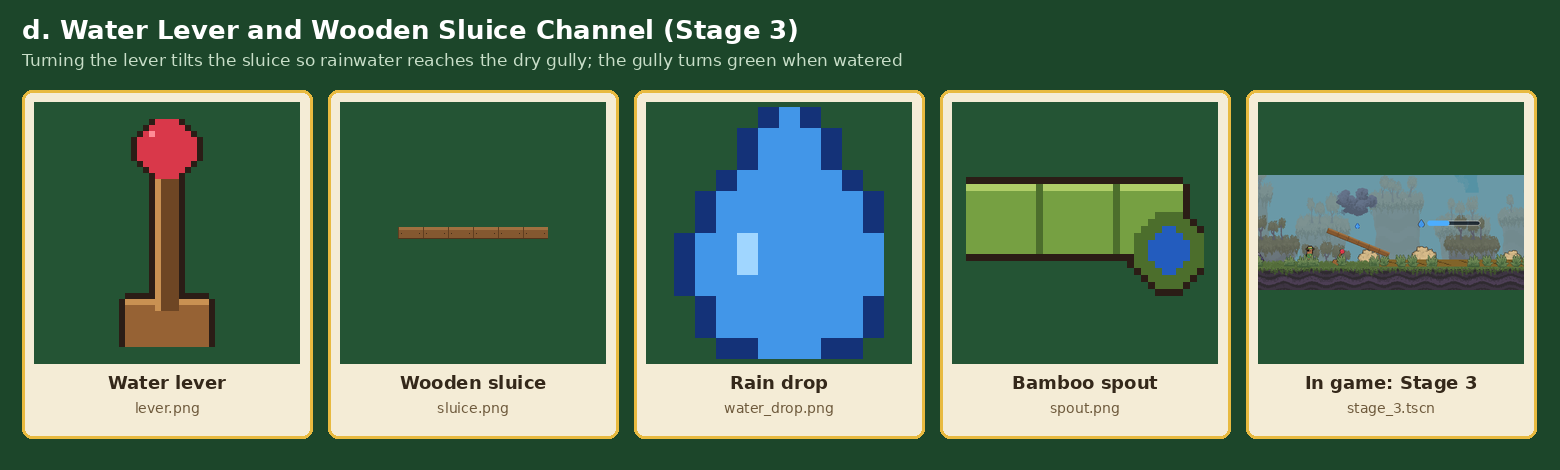 d. Water Lever and Wooden Sluice Channel (Stage 3)
Turning the lever tilts the sluice so rainwater reaches the dry gully; the gully turns green when watered
Water lever
lever.png
Wooden sluice
sluice.png
Rain drop
water_drop.png
Bamboo spout
spout.png
In game: Stage 3
stage_3.tscn